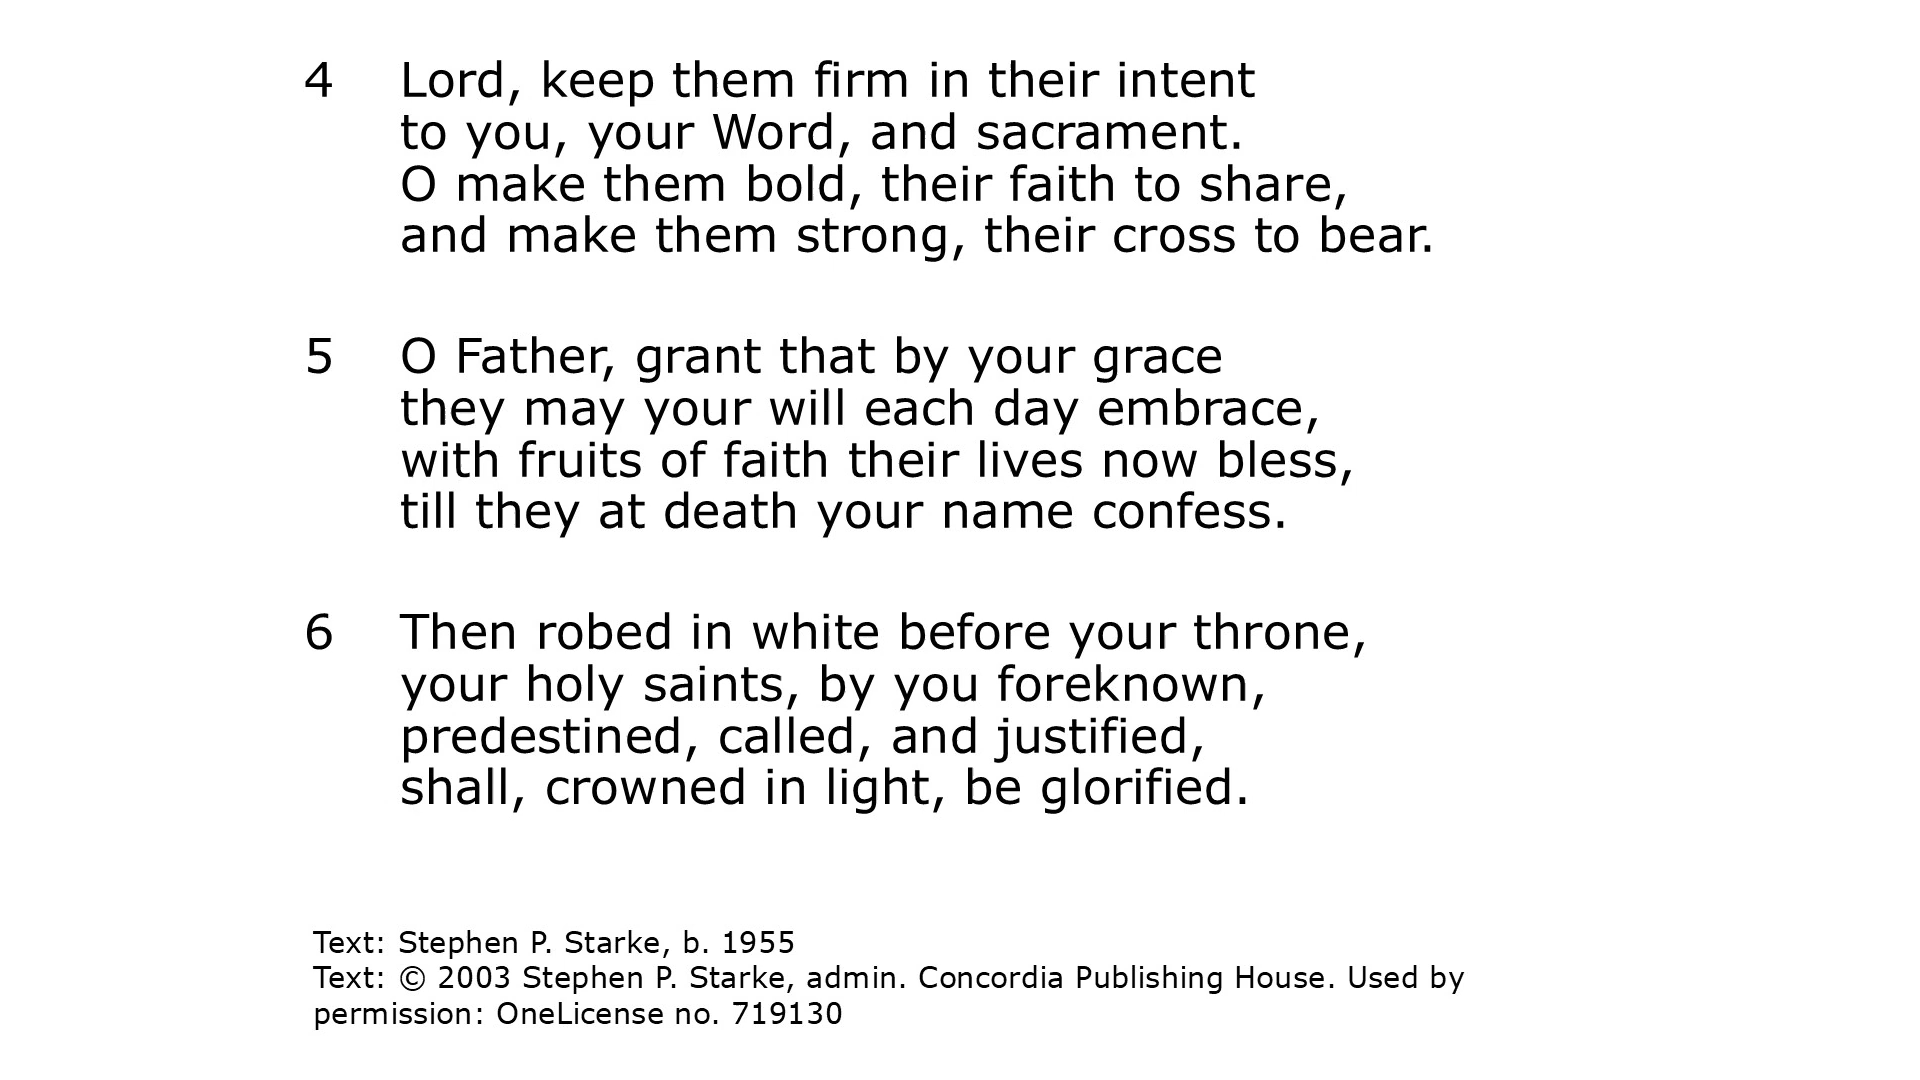 4 Lord, keep them firm in their intent
to you, your Word, and sacrament.
O make them bold, their faith to share,
and make them strong, their cross to bear.
5 O Father, grant that by your grace
they may your will each day embrace,
with fruits of faith their lives now bless,
till they at death your name confess.
6 Then robed in white before your throne,
your holy saints, by you foreknown,
predestined, called, and justified,
shall, crowned in light, be glorified.
Text: Stephen P. Starke, b. 1955
Text: © 2003 Stephen P. Starke, admin. Concordia Publishing House. Used by
permission: OneLicense no. 719130